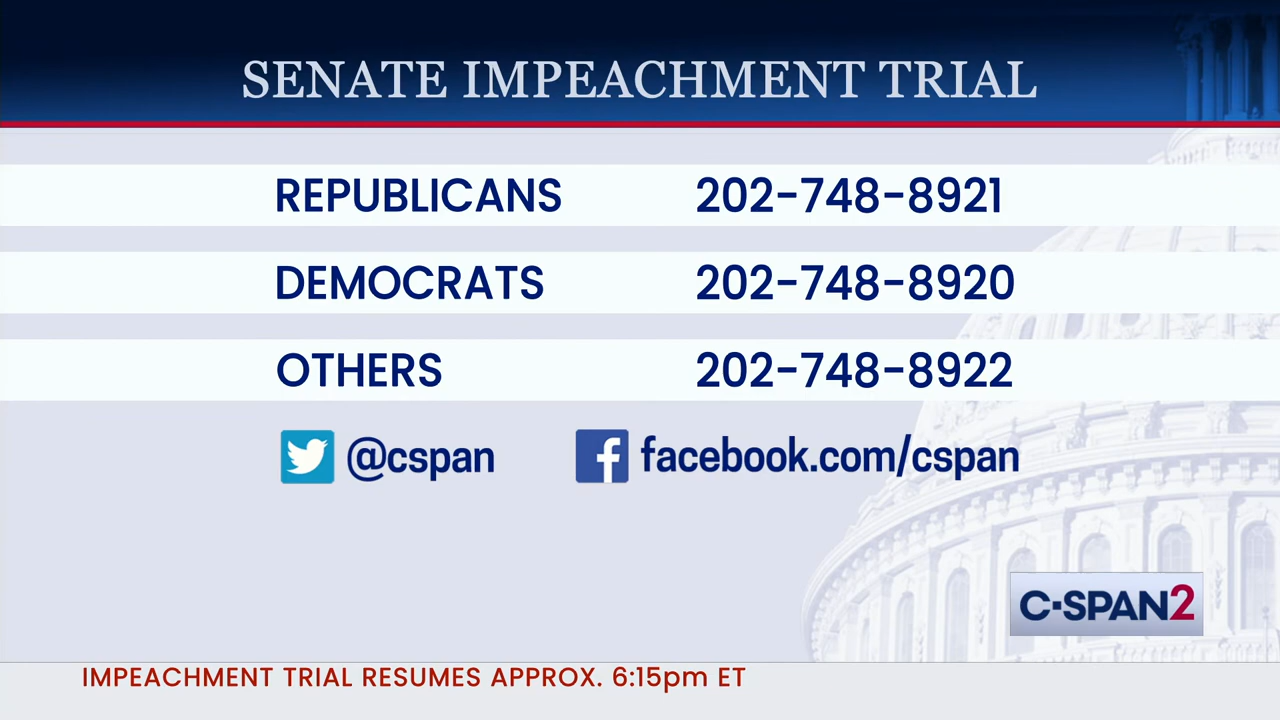 SENATE IMPEACHMENT TRIAL
REPUBLICANS 202-748-8921
DEMOCRATS 202-748-8920
OTHERS 202-748-8922
@cspan facebook.com/cspan
C-SPAN2
IMPEACHMENT TRIAL RESUMES APPROX. 6:15pm ET